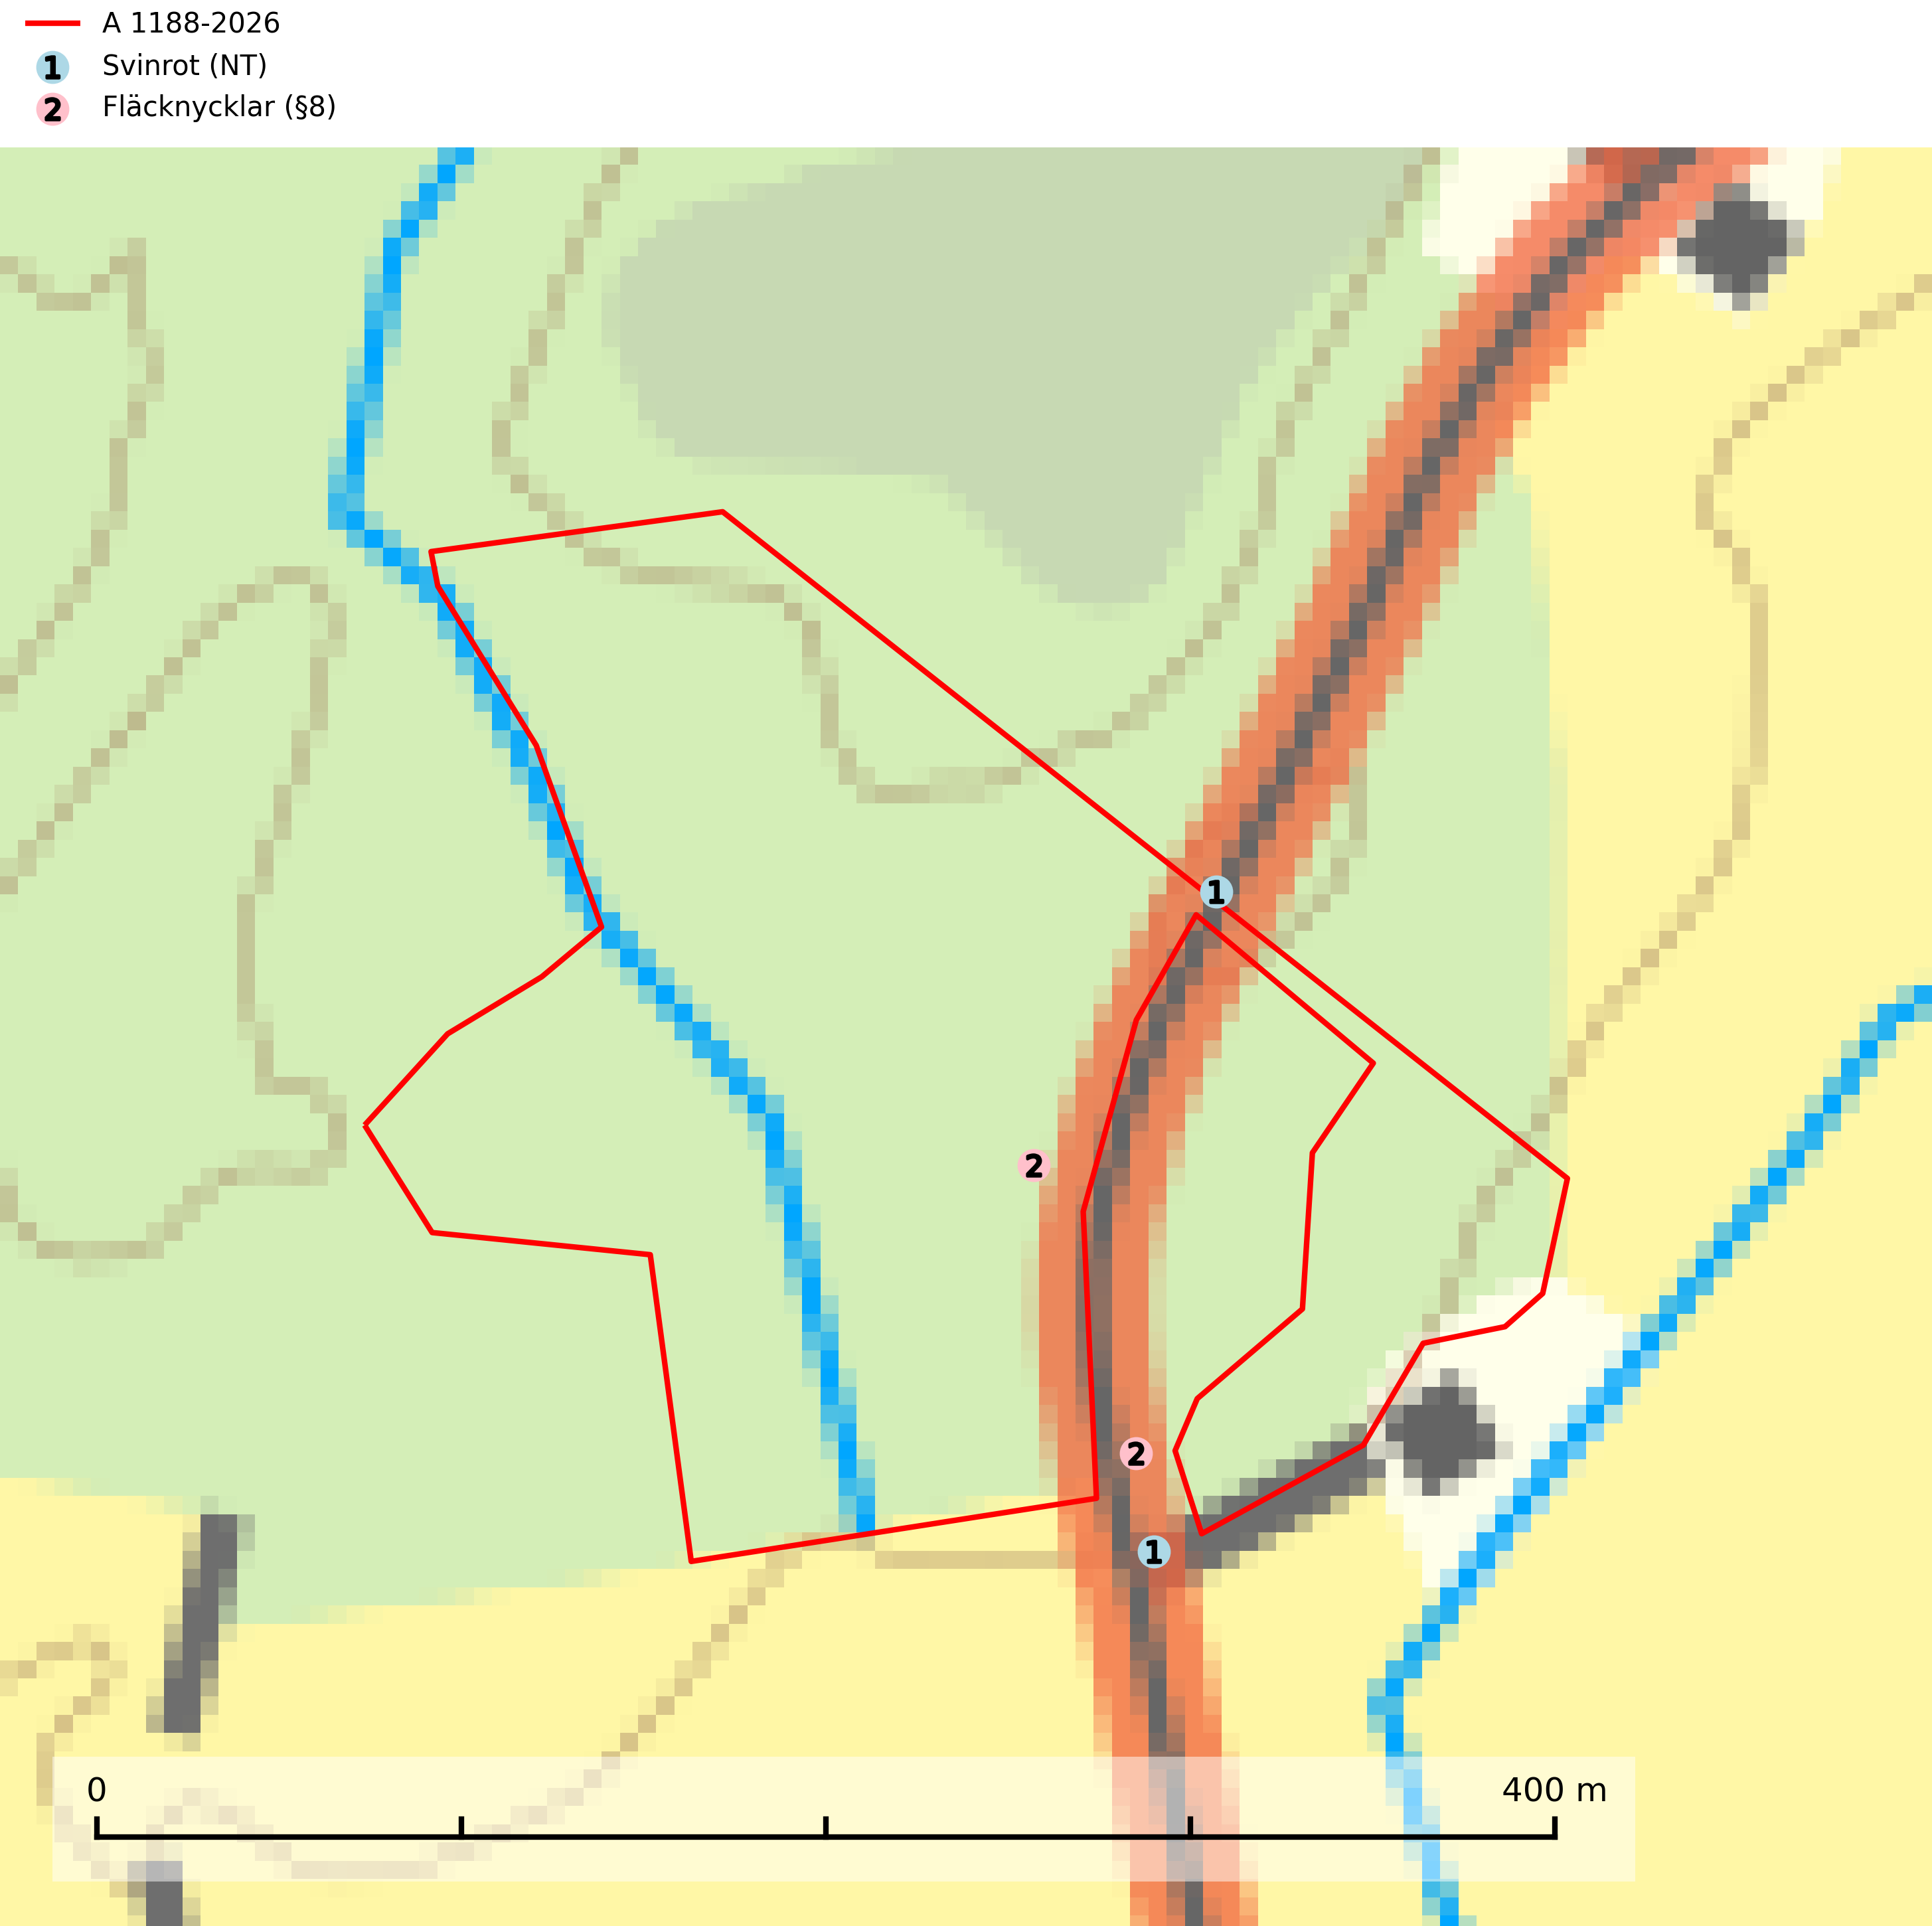 A 1188-2026
1 Svinrot (NT)
2 Fläcknycklar (§8)
1
2
2
1
0 400 m